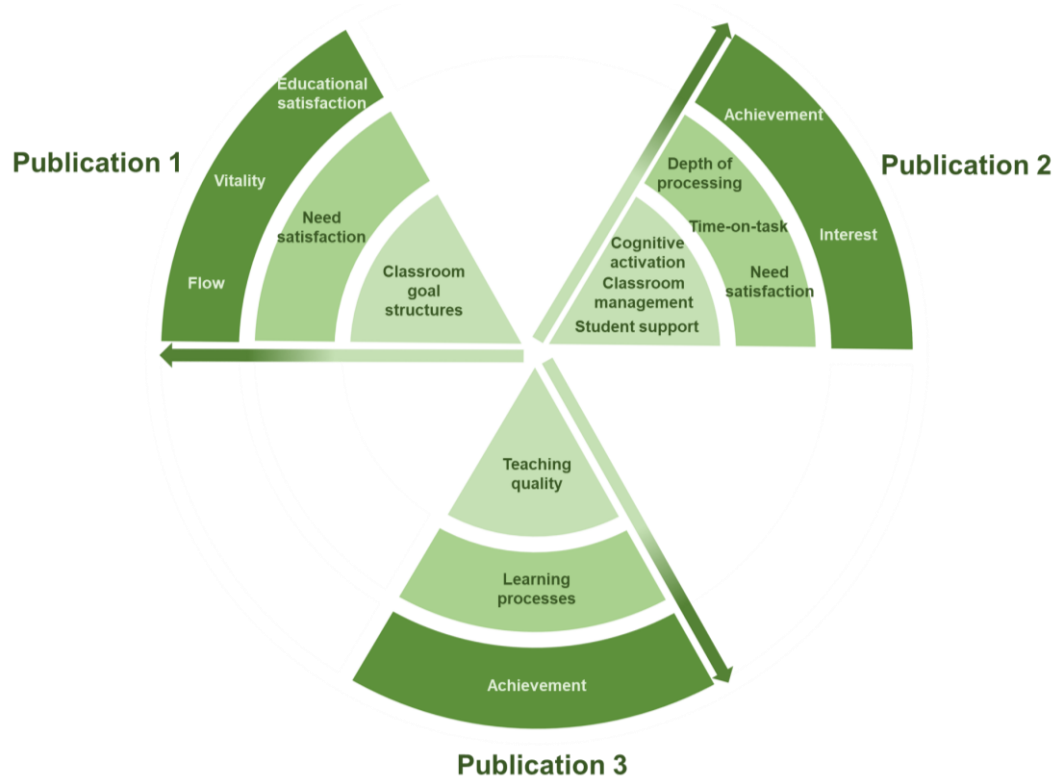 Publication 1
Educational
satisfaction
Vitality
Flow
Need
satisfaction
Classroom
goal
structures
Publication 2
Achievement
Interest
Depth of
processing
Time-on-task
Need
satisfaction
Cognitive
activation
Classroom
management
Student support
Teaching
quality
Learning
processes
Achievement
Publication 3